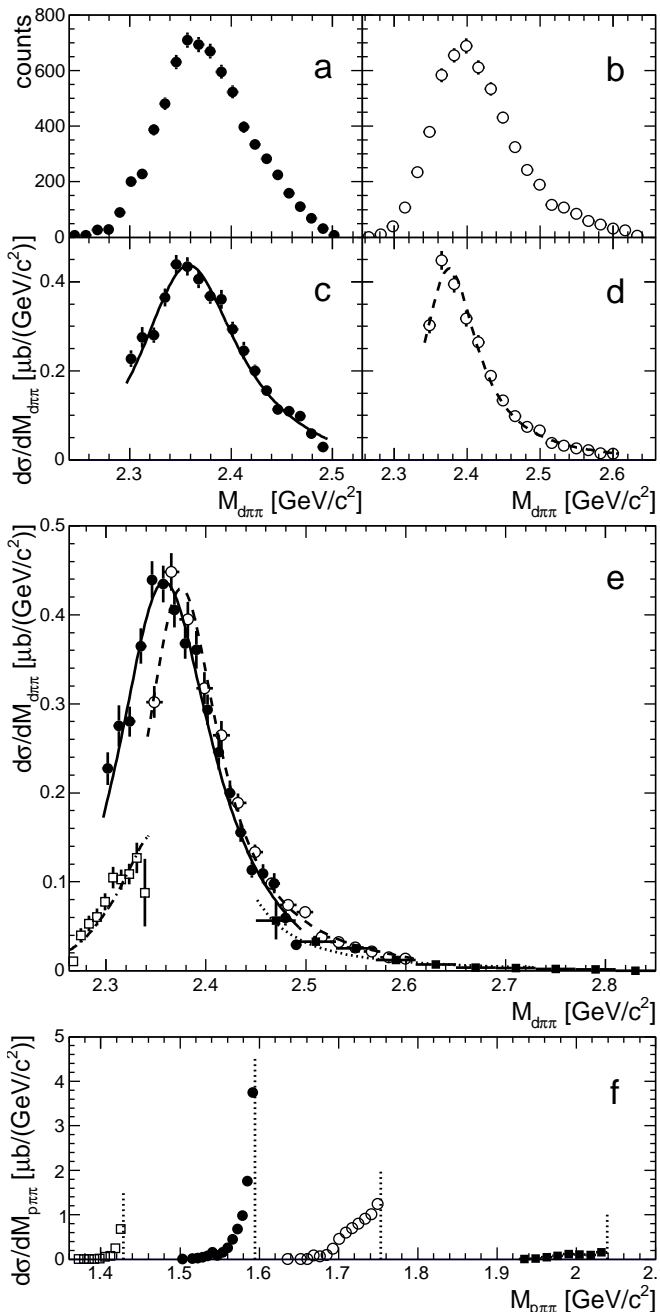 800
600
400
200
0
counts
a
b
0.4
0.2
0
dσ/dM_dππ [μb/(GeV/c²)]
c
d
2.3 2.4 2.5
2.3 2.4 2.5 2.6
M_dππ [GeV/c²]
M_dππ [GeV/c²]
0.5
0.4
0.3
0.2
0.1
0
dσ/dM_dππ [μb/(GeV/c²)]
e
2.3 2.4 2.5 2.6 2.7 2.8
M_dππ [GeV/c²]
5
4
3
2
1
0
dσ/dM_pππ [μb/(GeV/c²)]
f
1.4 1.5 1.6 1.7 1.8 1.9 2 2.
M_pππ [GeV/c²]